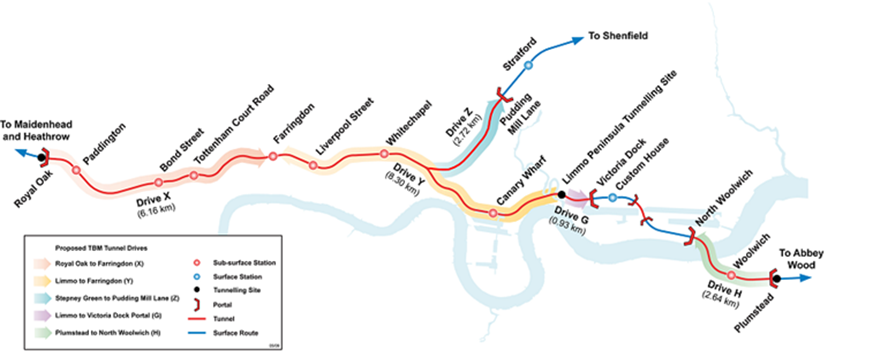 To Maidenhead
and Heathrow
Royal Oak
Paddington
Bond Street
Tottenham Court Road
Drive X
(6.16 km)
Farringdon
Liverpool Street
Whitechapel
Drive Y
(8.30 km)
Drive Z
(2.72 km)
Stratford
To Shenfield
Pudding
Mill Lane
Canary Wharf
Limmo Peninsula Tunnelling Site
Drive G
(0.93 km)
Victoria Dock
Custom House
North Woolwich
Woolwich
Drive H
(2.64 km)
Plumstead
To Abbey
Wood
Proposed TBM Tunnel Drives
Royal Oak to Farringdon (X)
Limmo to Farringdon (Y)
Stepney Green to Pudding Mill Lane (Z)
Limmo to Victoria Dock Portal (G)
Plumstead to North Woolwich (H)
Sub-surface Station
Surface Station
Tunnelling Site
Portal
Tunnel
Surface Route